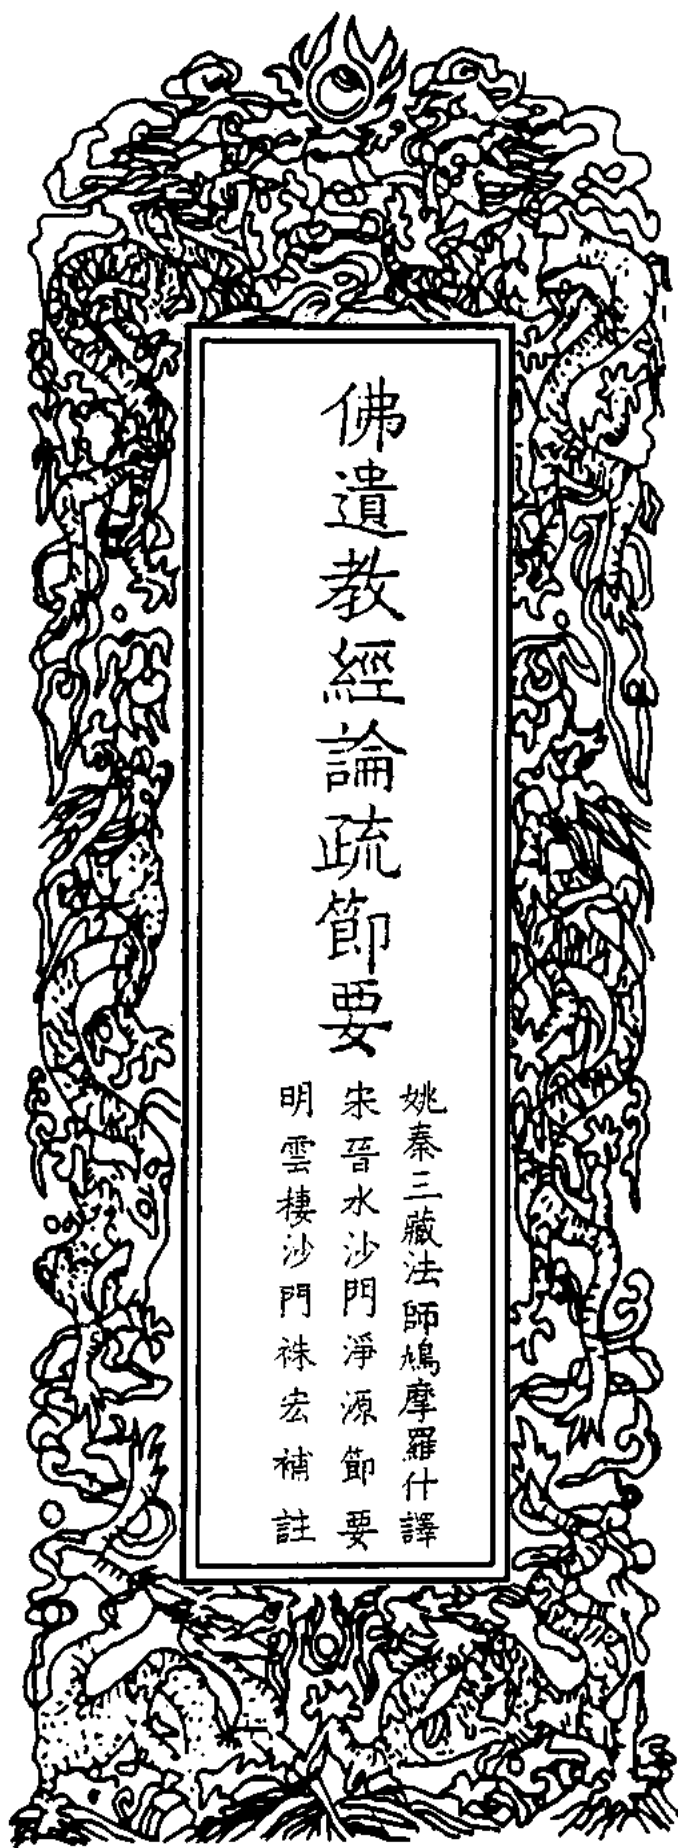 佛遺教經論疏節要
姚秦三藏法師鳩摩羅什譯
宋晉水沙門淨源節要
明雲棲沙門袾宏補註